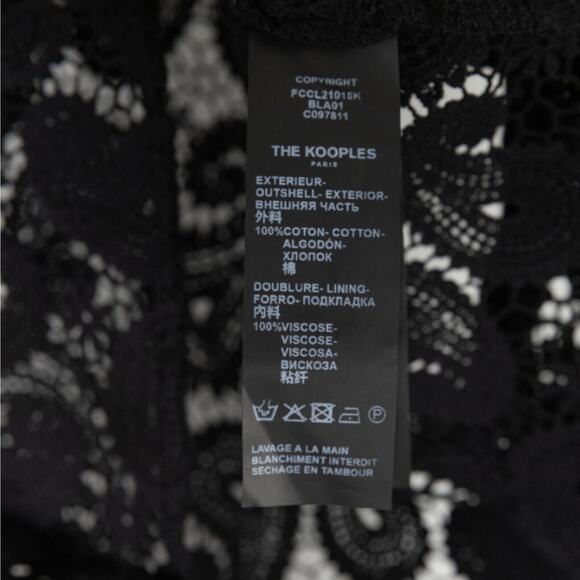 COPYRIGHT
FCCL21015K
BLA01
C097811
THE KOOPLES
PARIS
EXTERIEUR-
OUTSHELL- EXTERIOR-
ВНЕШНЯЯ ЧАСТЬ
外料
100%COTON- COTTON-
ALGODÓN-
ХЛОПОК
棉
DOUBLURE- LINING-
FORRO- ПОДКЛАДКА
内料
100%VISCOSE-
VISCOSE-
VISCOSA-
ВИСКОЗА
粘纤
P
LAVAGE A LA MAIN
BLANCHIMENT INTERDIT
SECHAGE EN TAMBOUR